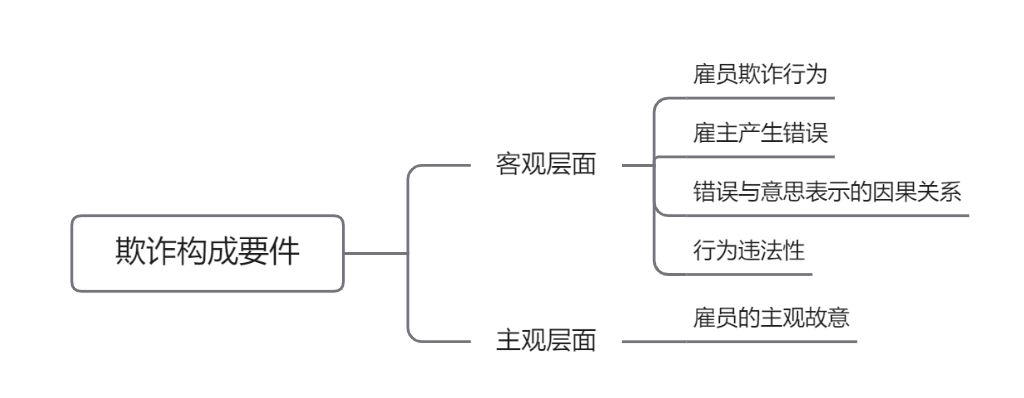 欺诈构成要件
客观层面
雇员欺诈行为
雇主产生错误
错误与意思表示的因果关系
行为违法性
主观层面
雇员的主观故意